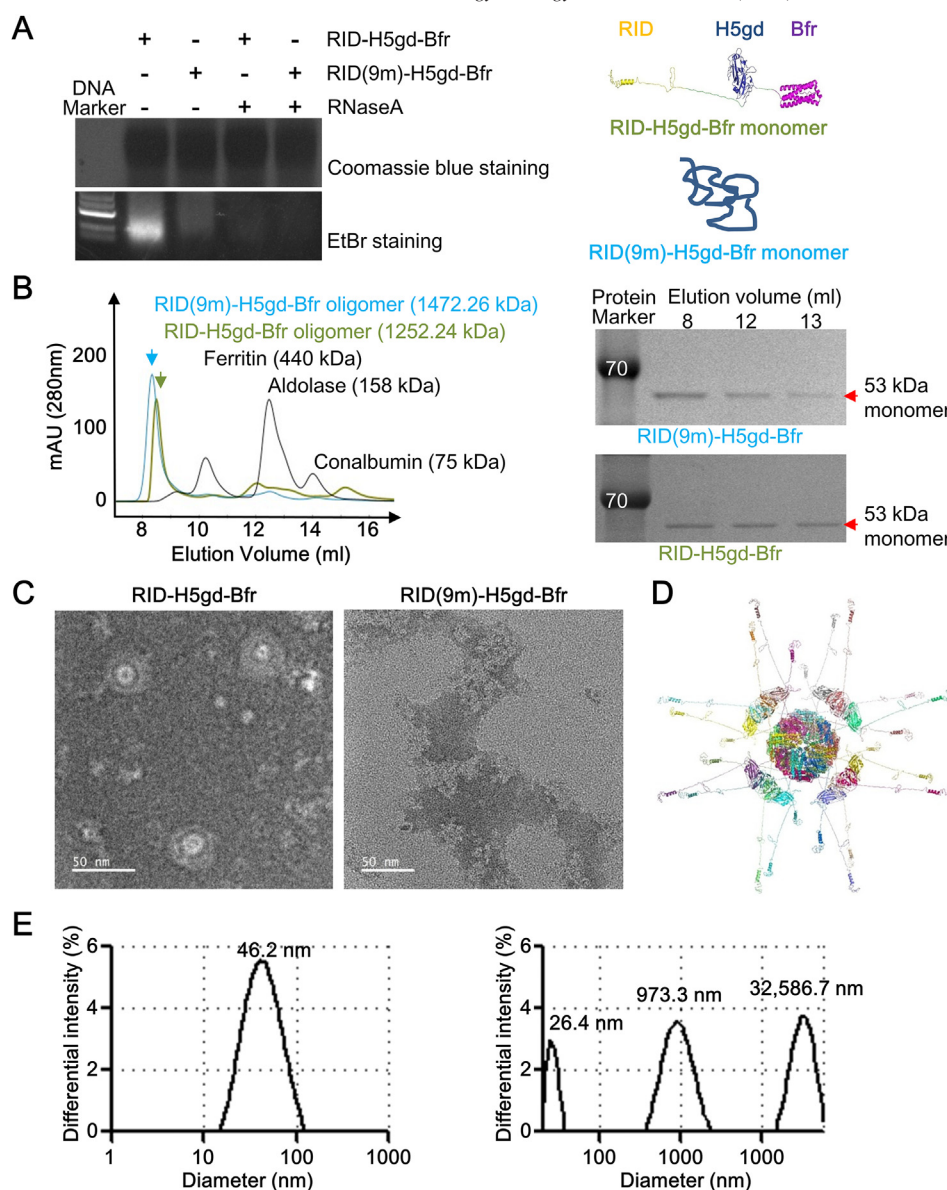 A
+ - + - RID-H5gd-Bfr
- + - + RID(9m)-H5gd-Bfr
DNA
Marker - - + + RNaseA
Coomassie blue staining
EtBr staining
RID H5gd Bfr
RID-H5gd-Bfr monomer
RID(9m)-H5gd-Bfr monomer
B
RID(9m)-H5gd-Bfr oligomer (1472.26 kDa)
RID-H5gd-Bfr oligomer (1252.24 kDa)
Ferritin (440 kDa)
Aldolase (158 kDa)
Conalbumin (75 kDa)
mAU (280nm)
200
100
0
8 10 12 14 16
Elution Volume (ml)
Protein
Marker
Elution volume (ml)
8 12 13
70
53 kDa
monomer
RID(9m)-H5gd-Bfr
70
53 kDa
monomer
RID-H5gd-Bfr
C
RID-H5gd-Bfr
RID(9m)-H5gd-Bfr
50 nm
50 nm
D
E
Differential intensity (%)
6
4
2
0
46.2 nm
1 10 100 1000
Diameter (nm)
Differential intensity (%)
6
4
2
0
26.4 nm
973.3 nm
32,586.7 nm
100 1000 1000
Diameter (nm)